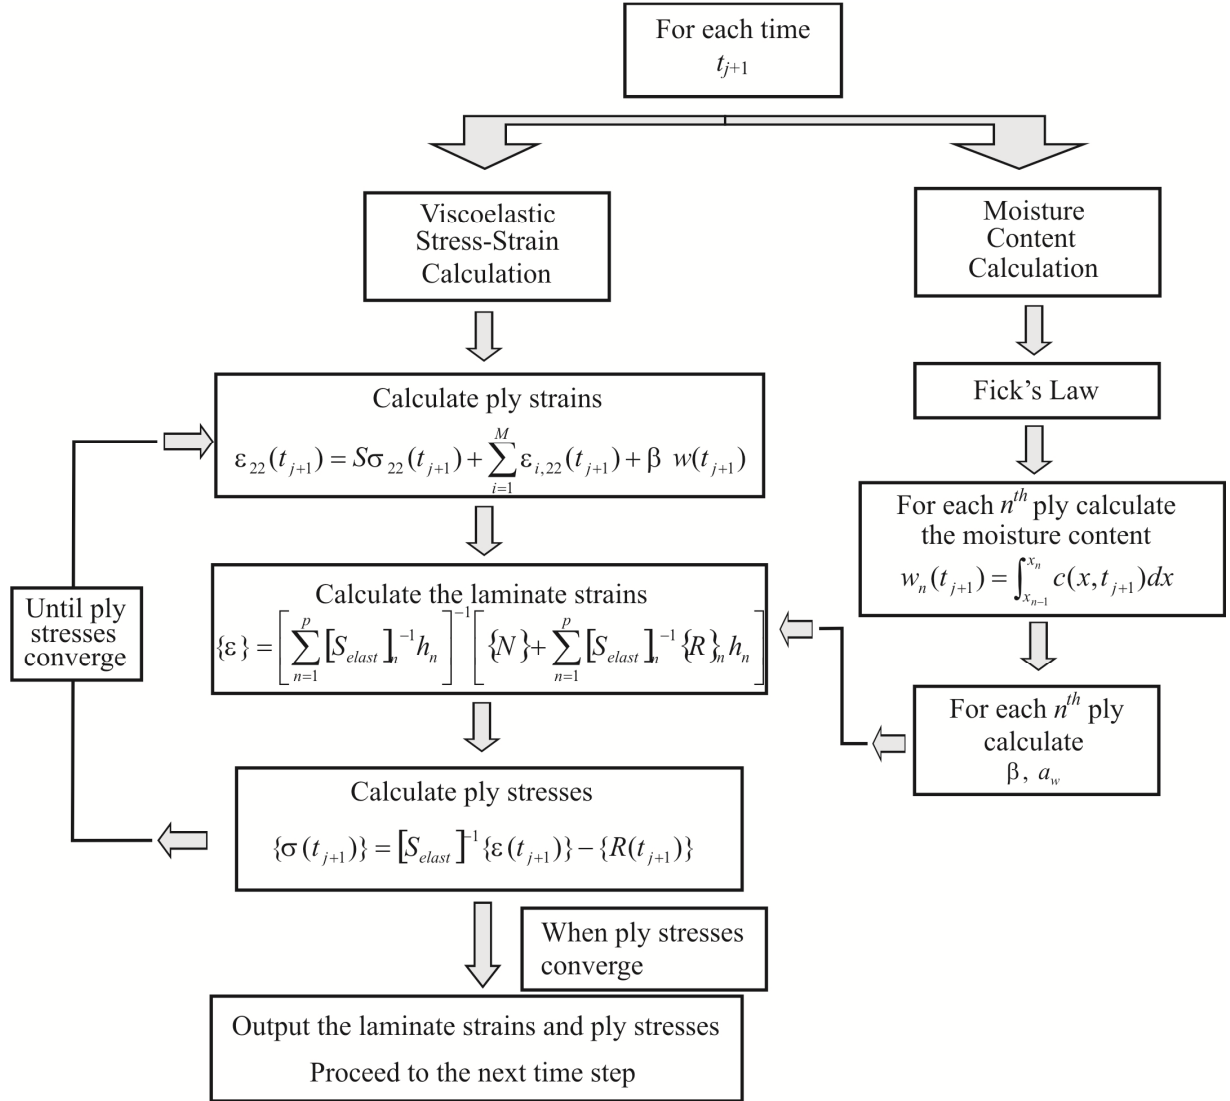 For each time
t_{j+1}
Viscoelastic
Stress-Strain
Calculation
Calculate ply strains
ε_{22}(t_{j+1}) = Sσ_{22}(t_{j+1}) + \sum_{i=1}^{M} ε_{i,22}(t_{j+1}) + β w(t_{j+1})
Calculate the laminate strains
{ε} = [\sum_{n=1}^{p} [S_{elast}]_n^{-1} h_n]^{-1} [{N} + \sum_{n=1}^{p} [S_{elast}]_n^{-1} {R}_n h_n]
Calculate ply stresses
{σ(t_{j+1})} = [S_{elast}]^{-1} {ε(t_{j+1})} − {R(t_{j+1})}
Until ply
stresses
converge
When ply stresses
converge
Output the laminate strains and ply stresses
Proceed to the next time step
Moisture
Content
Calculation
Fick’s Law
For each n^{th} ply calculate
the moisture content
w_n(t_{j+1}) = \int_{x_{n-1}}^{x_n} c(x, t_{j+1})dx
For each n^{th} ply
calculate
β, a_w